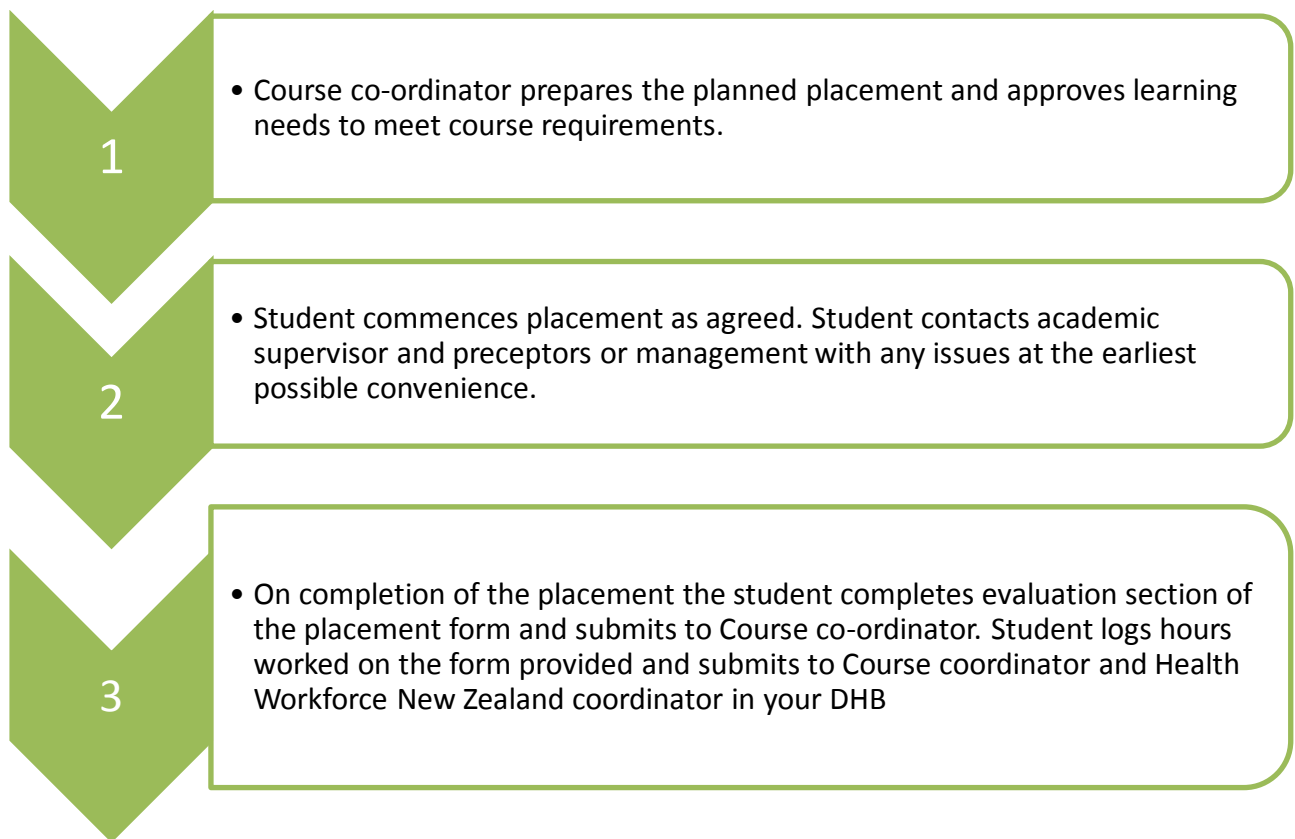 1
• Course co-ordinator prepares the planned placement and approves learning
needs to meet course requirements.
2
• Student commences placement as agreed. Student contacts academic
supervisor and preceptors or management with any issues at the earliest
possible convenience.
3
• On completion of the placement the student completes evaluation section of
the placement form and submits to Course co-ordinator. Student logs hours
worked on the form provided and submits to Course coordinator and Health
Workforce New Zealand coordinator in your DHB